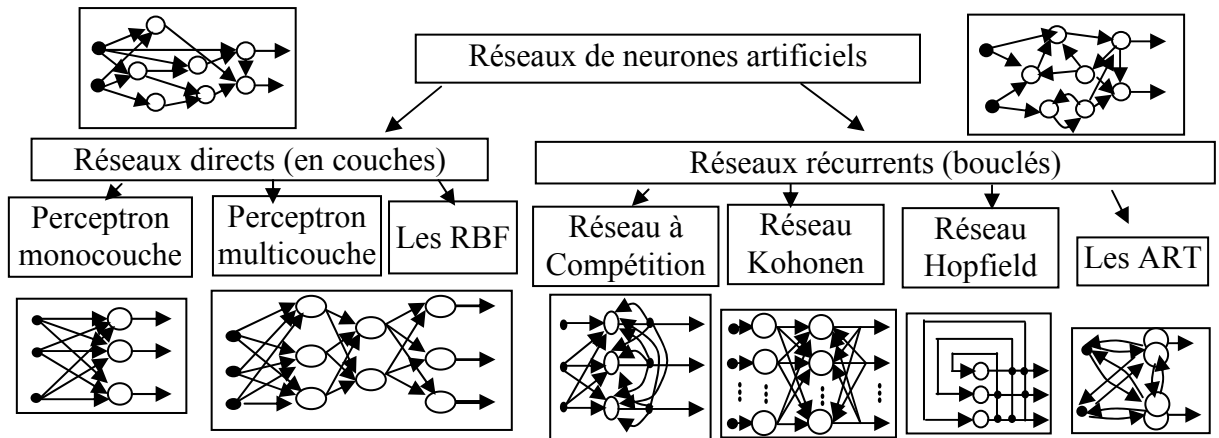 Réseaux de neurones artificiels
Réseaux directs (en couches)
Réseaux récurrents (bouclés)
Perceptron
monocouche
Perceptron
multicouche
Les RBF
Réseau à
Compétition
Réseau
Kohonen
Réseau
Hopfield
Les ART